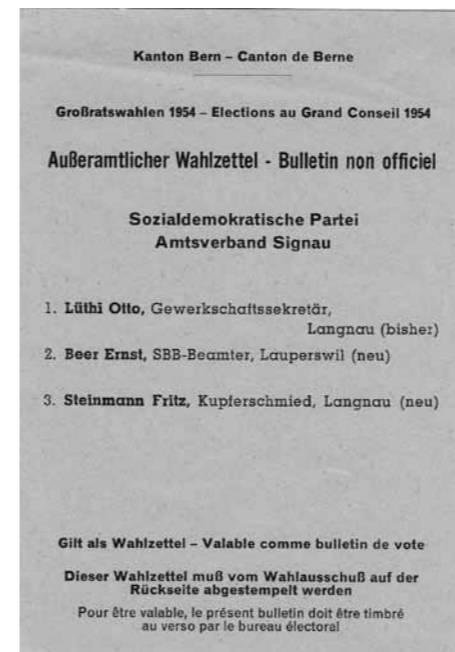 Kanton Bern – Canton de Berne
Großratswahlen 1954 – Elections au Grand Conseil 1954
Außeramtlicher Wahlzettel - Bulletin non officiel
Sozialdemokratische Partei
Amtsverband Signau
1. Lüthi Otto, Gewerkschaftssekretär,
Langnau (bisher)
2. Beer Ernst, SBB-Beamter, Lauperswil (neu)
3. Steinmann Fritz, Kupferschmied, Langnau (neu)
Gilt als Wahlzettel – Valable comme bulletin de vote
Dieser Wahlzettel muß vom Wahlausschuß auf der
Rückseite abgestempelt werden
Pour être valable, le présent bulletin doit être timbré
au verso par le bureau électoral